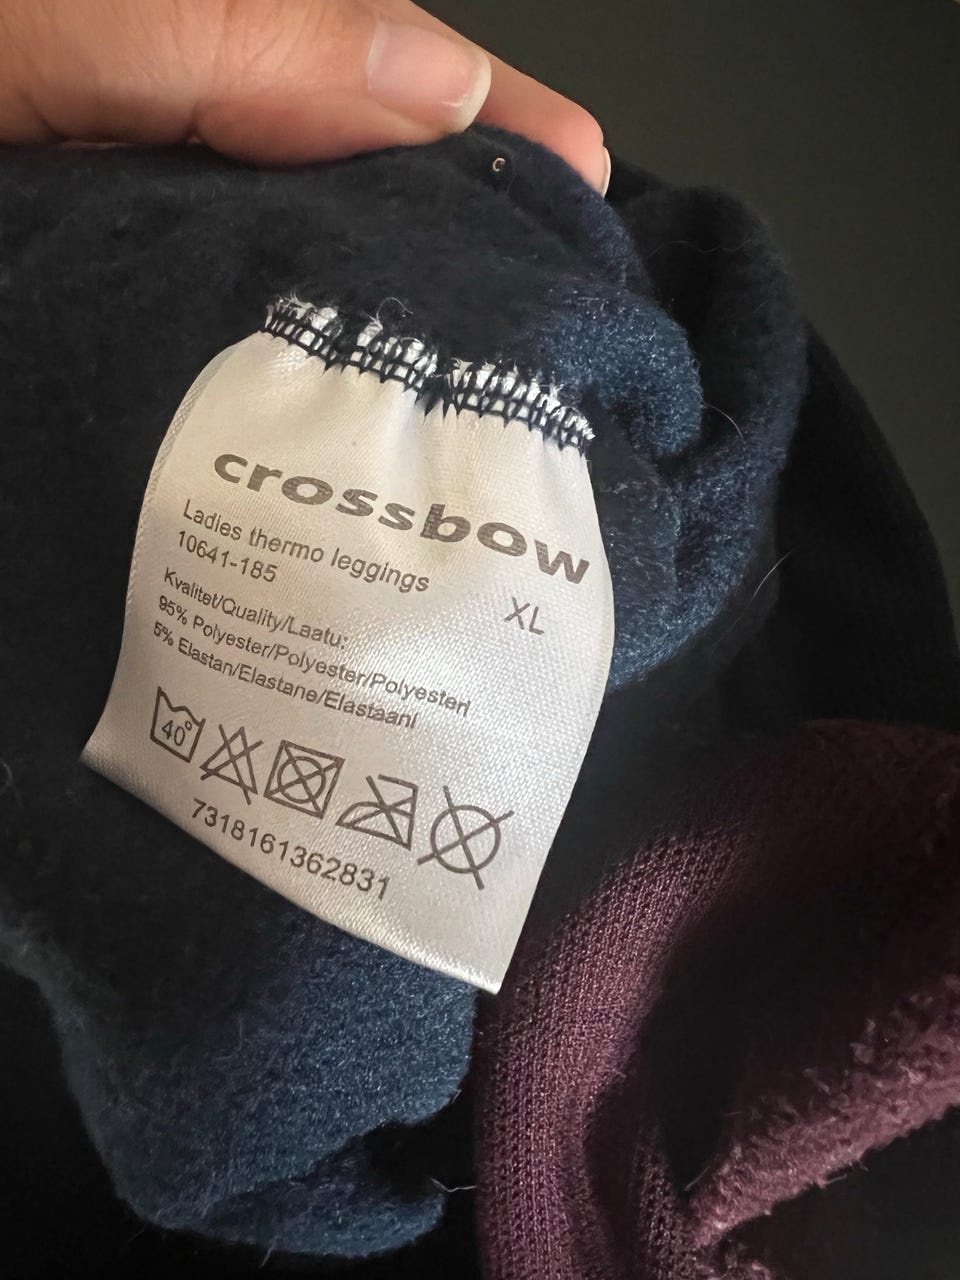 crossbow
Ladies thermo leggings
10641-185 XL
Kvalitet/Quality/Laatu:
95% Polyester/Polyester/Polyesteri
5% Elastan/Elastane/Elastaani
40°
7318161362831